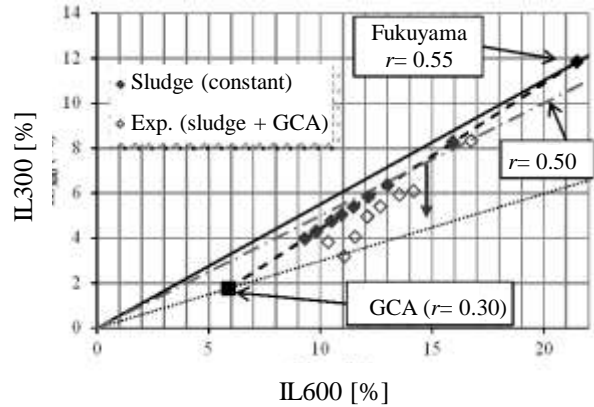 14
12
10
8
6
4
2
0
0
5
10
15
20
IL300 [%]
IL600 [%]
Sludge (constant)
Exp. (sludge + GCA)
Fukuyama
r= 0.55
r= 0.50
GCA (r= 0.30)